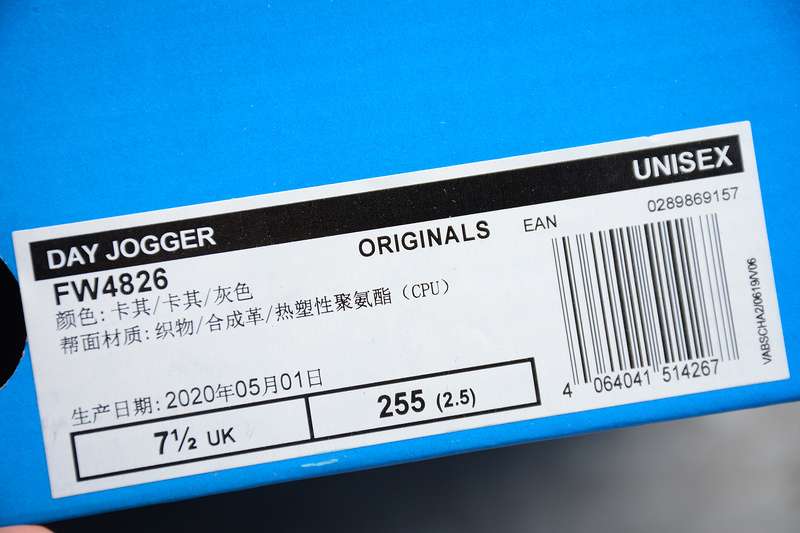 DAY JOGGER
UNISEX
FW4826
ORIGINALS
EAN
0289869157
颜色: 卡其/卡其/灰色
帮面材质: 织物/合成革/热塑性聚氨酯（CPU）
生产日期: 2020年05月01日
7½ UK
255 (2.5)
4 064041 514267
VABSCHA2/0619/V06